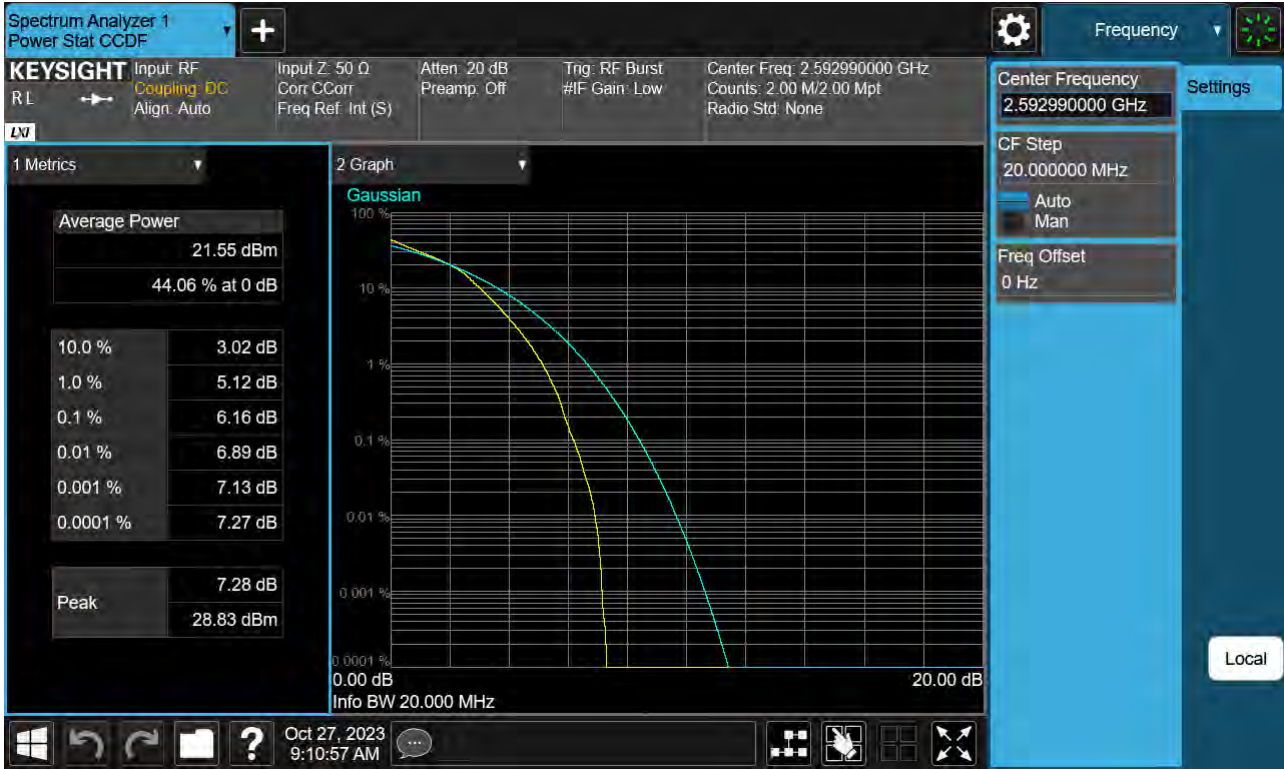 Spectrum Analyzer 1
Power Stat CCDF
+
Frequency
KEYSIGHT
RL
LXI
Input: RF
Coupling: DC
Align: Auto
Input Z: 50 Ω
Corr CCorr
Freq Ref: Int (S)
Atten: 20 dB
Preamp: Off
Trig: RF Burst
#IF Gain: Low
Center Freq: 2.592990000 GHz
Counts: 2.00 M/2.00 Mpt
Radio Std: None
Center Frequency
2.592990000 GHz
Settings
CF Step
20.000000 MHz
Auto
Man
Freq Offset
0 Hz
1 Metrics
Average Power
21.55 dBm
44.06 % at 0 dB
10.0 % 3.02 dB
1.0 % 5.12 dB
0.1 % 6.16 dB
0.01 % 6.89 dB
0.001 % 7.13 dB
0.0001 % 7.27 dB
Peak
7.28 dB
28.83 dBm
2 Graph
Gaussian
100 %
10 %
1 %
0.1 %
0.01 %
0.001 %
0.0001 %
0.00 dB 20.00 dB
Info BW 20.000 MHz
Local
?
Oct 27, 2023
9:10:57 AM